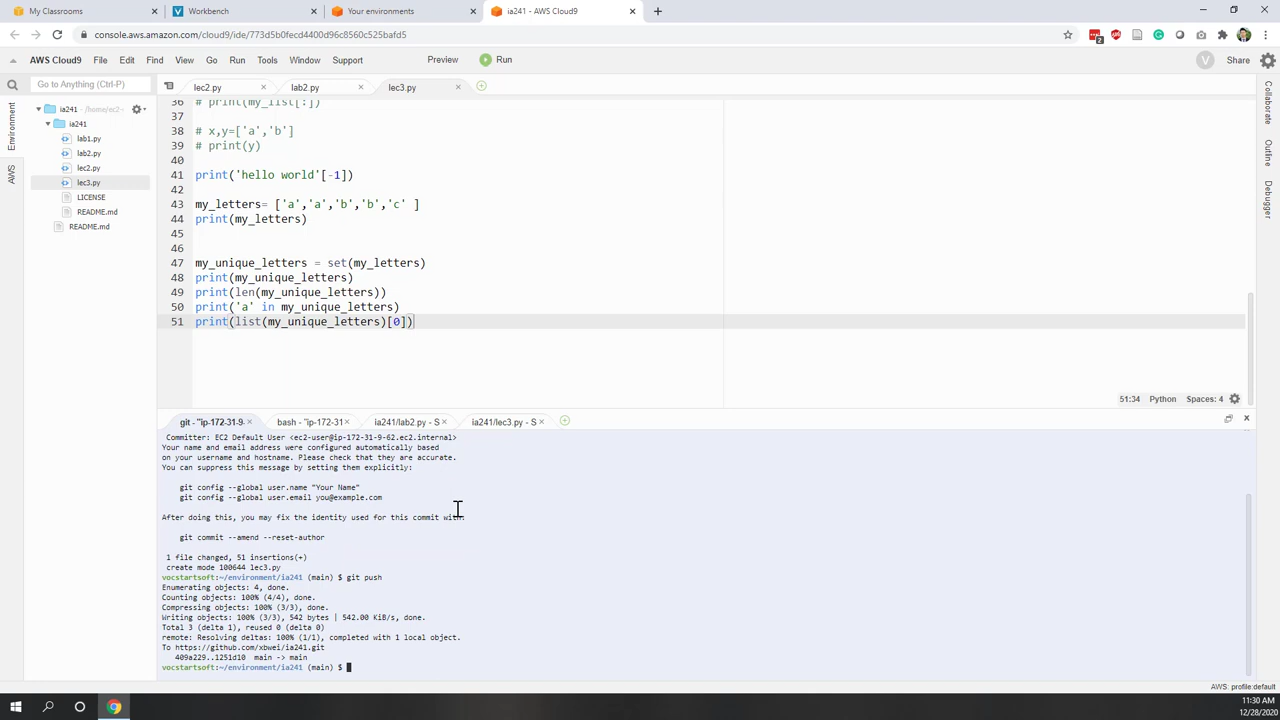 My Classrooms
Workbench
Your environments
ia241 - AWS Cloud9
console.aws.amazon.com/cloud9/ide/773d5b0fecd4400d96c8560c525bafd5
2
AWS Cloud9 File Edit Find View Go Run Tools Window Support Preview Run
V Share
Go to Anything (Ctrl-P)
lec2.py
lab2.py
lec3.py
Environment
AWS
ia241 - /home/ec2-
ia241
lab1.py
lab2.py
lec2.py
lec3.py
LICENSE
README.md
README.md
36 # print(my_list[:])
37
38 # x,y=['a','b']
39 # print(y)
40
41 print('hello world'[-1])
42
43 my_letters= ['a','a','b','b','c' ]
44 print(my_letters)
45
46
47 my_unique_letters = set(my_letters)
48 print(my_unique_letters)
49 print(len(my_unique_letters))
50 print('a' in my_unique_letters)
51 print(list(my_unique_letters)[0])
51:34 Python Spaces: 4
Collaborate
Outline
Debugger
git - "ip-172-31-9-
bash - "ip-172-31
ia241/lab2.py - S
ia241/lec3.py - S
Committer: EC2 Default User <ec2-user@ip-172-31-9-62.ec2.internal>
Your name and email address were configured automatically based
on your username and hostname. Please check that they are accurate.
You can suppress this message by setting them explicitly:
git config --global user.name "Your Name"
git config --global user.email you@example.com
After doing this, you may fix the identity used for this commit with:
git commit --amend --reset-author
1 file changed, 51 insertions(+)
create mode 100644 lec3.py
vocstartsoft:~/environment/ia241 (main) $ git push
Enumerating objects: 4, done.
Counting objects: 100% (4/4), done.
Compressing objects: 100% (3/3), done.
Writing objects: 100% (3/3), 542 bytes | 542.00 KiB/s, done.
Total 3 (delta 1), reused 0 (delta 0)
remote: Resolving deltas: 100% (1/1), completed with 1 local object.
To https://github.com/xbwei/ia241.git
409a229..1251d10 main -> main
vocstartsoft:~/environment/ia241 (main) $
AWS: profile:default
11:30 AM
12/28/2020